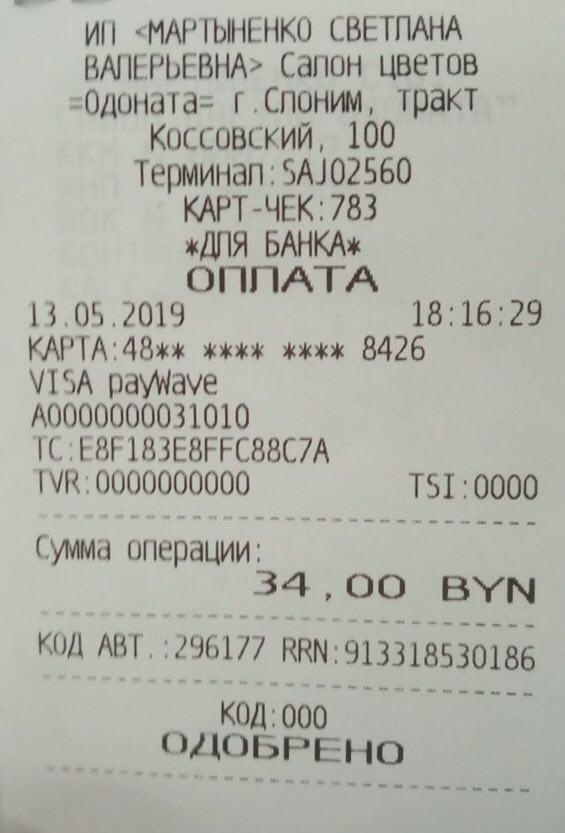 ИП <МАРТЫНЕНКО СВЕТЛАНА
ВАЛЕРЬЕВНА> Салон цветов
=Одоната= г.Слоним, тракт
Коссовский, 100
Терминал:SAJ02560
КАРТ-ЧЕК:783
*ДЛЯ БАНКА*
ОПЛАТА
13.05.2019 18:16:29
КАРТА:48** **** **** 8426
VISA payWave
A0000000031010
TC:E8F183E8FFC88C7A
TVR:0000000000 TSI:0000
Сумма операции:
34,00 BYN
КОД АВТ.:296177 RRN:913318530186
КОД:000
ОДОБРЕНО